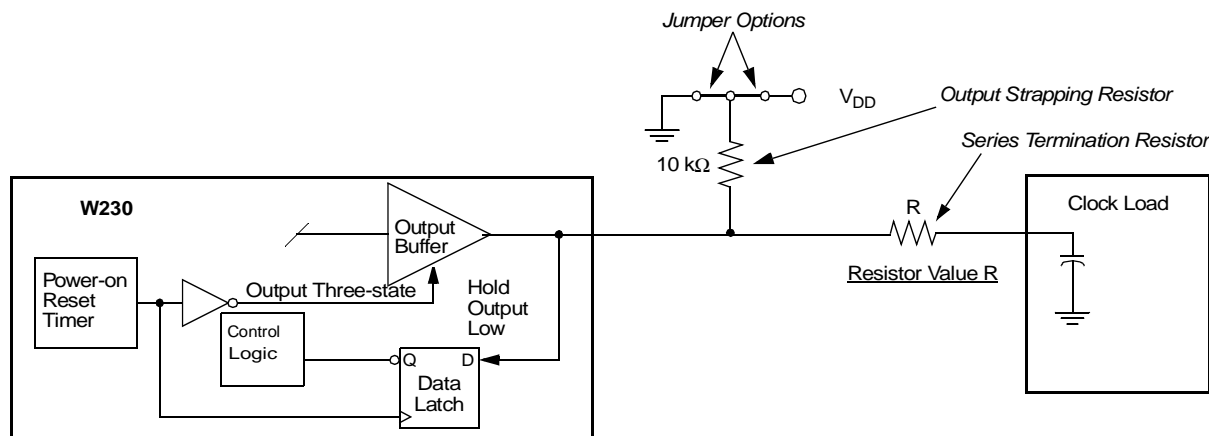 Jumper Options
V_DD
Output Strapping Resistor
Series Termination Resistor
10 kΩ
W230
Output
Buffer
R
Clock Load
Resistor Value R
Power-on
Reset
Timer
Output Three-state
Hold
Output
Low
Control
Logic
Q D
Data
Latch